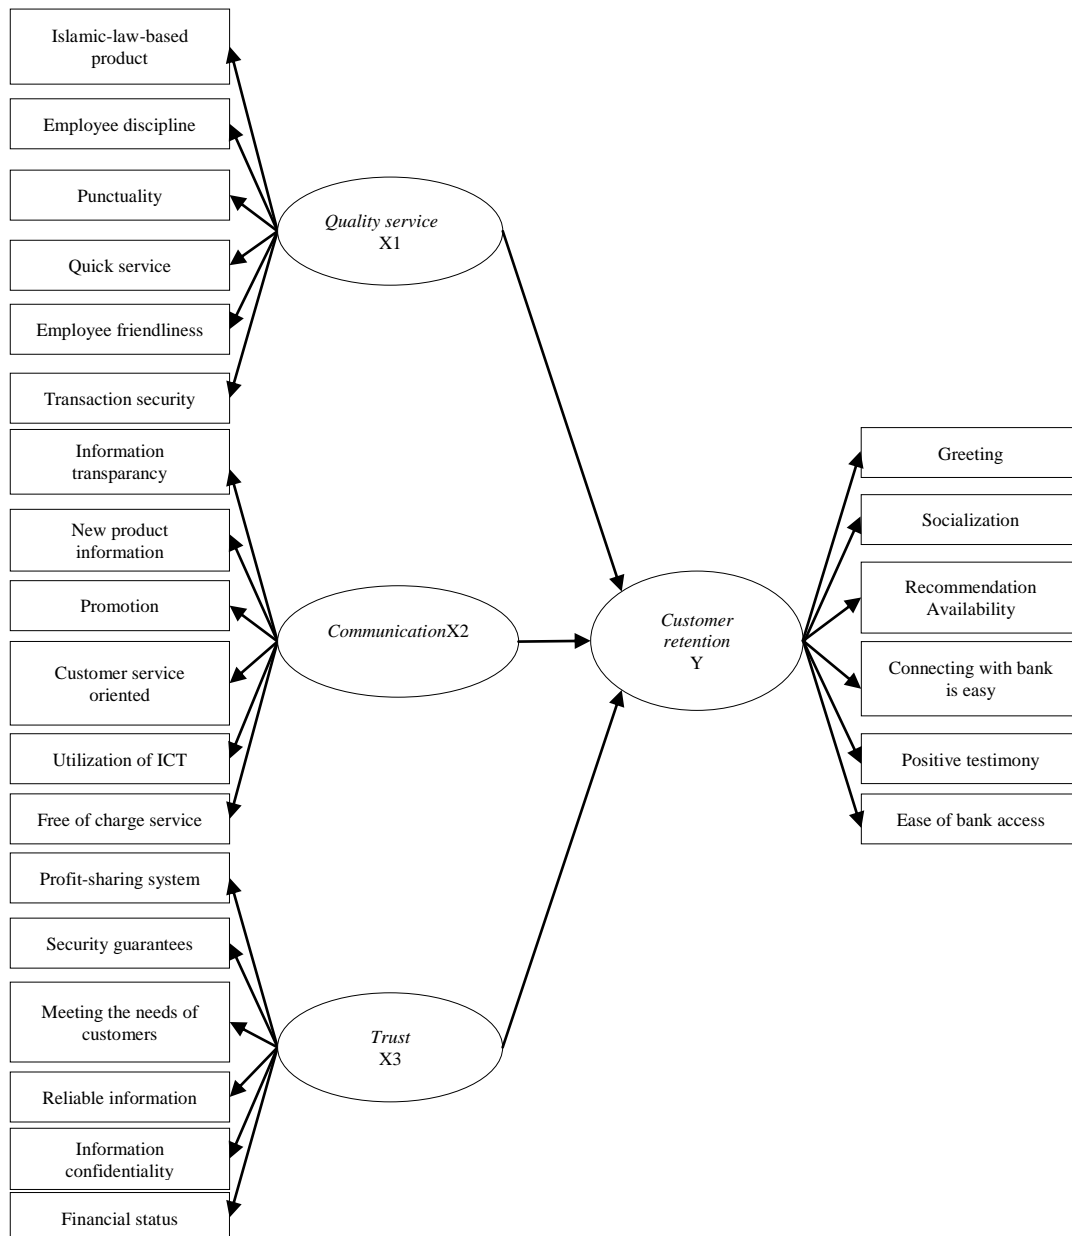 Islamic-law-based
product
Employee discipline
Punctuality
Quick service
Employee friendliness
Transaction security
Quality service
X1
Information
transparancy
New product
information
Promotion
Customer service
oriented
Utilization of ICT
Free of charge service
CommunicationX2
Profit-sharing system
Security guarantees
Meeting the needs of
customers
Reliable information
Information
confidentiality
Financial status
Trust
X3
Customer
retention
Y
Greeting
Socialization
Recommendation
Availability
Connecting with bank
is easy
Positive testimony
Ease of bank access